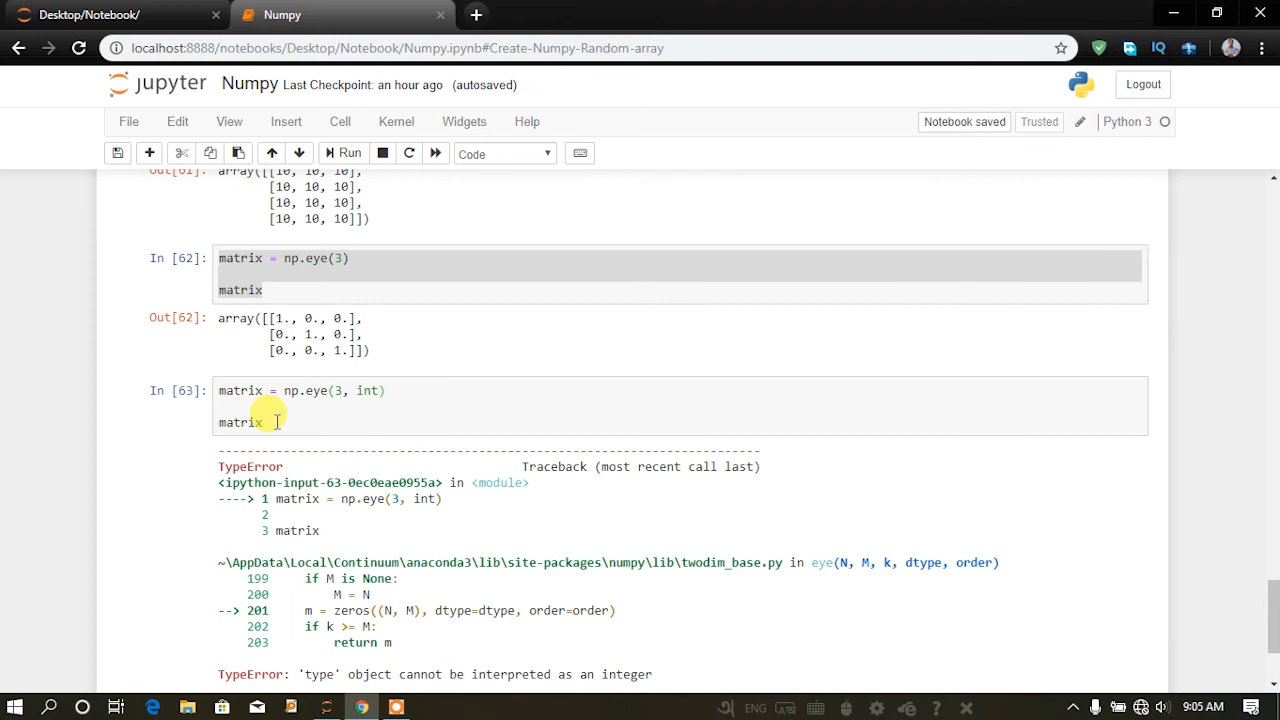 Desktop/Notebook/
Numpy
localhost:8888/notebooks/Desktop/Notebook/Numpy.ipynb#Create-Numpy-Random-array
IQ
jupyter Numpy Last Checkpoint: an hour ago (autosaved)
Logout
File Edit View Insert Cell Kernel Widgets Help
Notebook saved Trusted Python 3
Run Code
Out[61]: array([[10, 10, 10],
[10, 10, 10],
[10, 10, 10],
[10, 10, 10]])
In [62]: matrix = np.eye(3)
matrix
Out[62]: array([[1., 0., 0.],
[0., 1., 0.],
[0., 0., 1.]])
In [63]: matrix = np.eye(3, int)
matrix
---------------------------------------------------------------------------
TypeError Traceback (most recent call last)
<ipython-input-63-0ec0eae0955a> in <module>
----> 1 matrix = np.eye(3, int)
2
3 matrix
~\AppData\Local\Continuum\anaconda3\lib\site-packages\numpy\lib\twodim_base.py in eye(N, M, k, dtype, order)
199 if M is None:
200 M = N
--> 201 m = zeros((N, M), dtype=dtype, order=order)
202 if k >= M:
203 return m
TypeError: 'type' object cannot be interpreted as an integer
ENG
9:05 AM